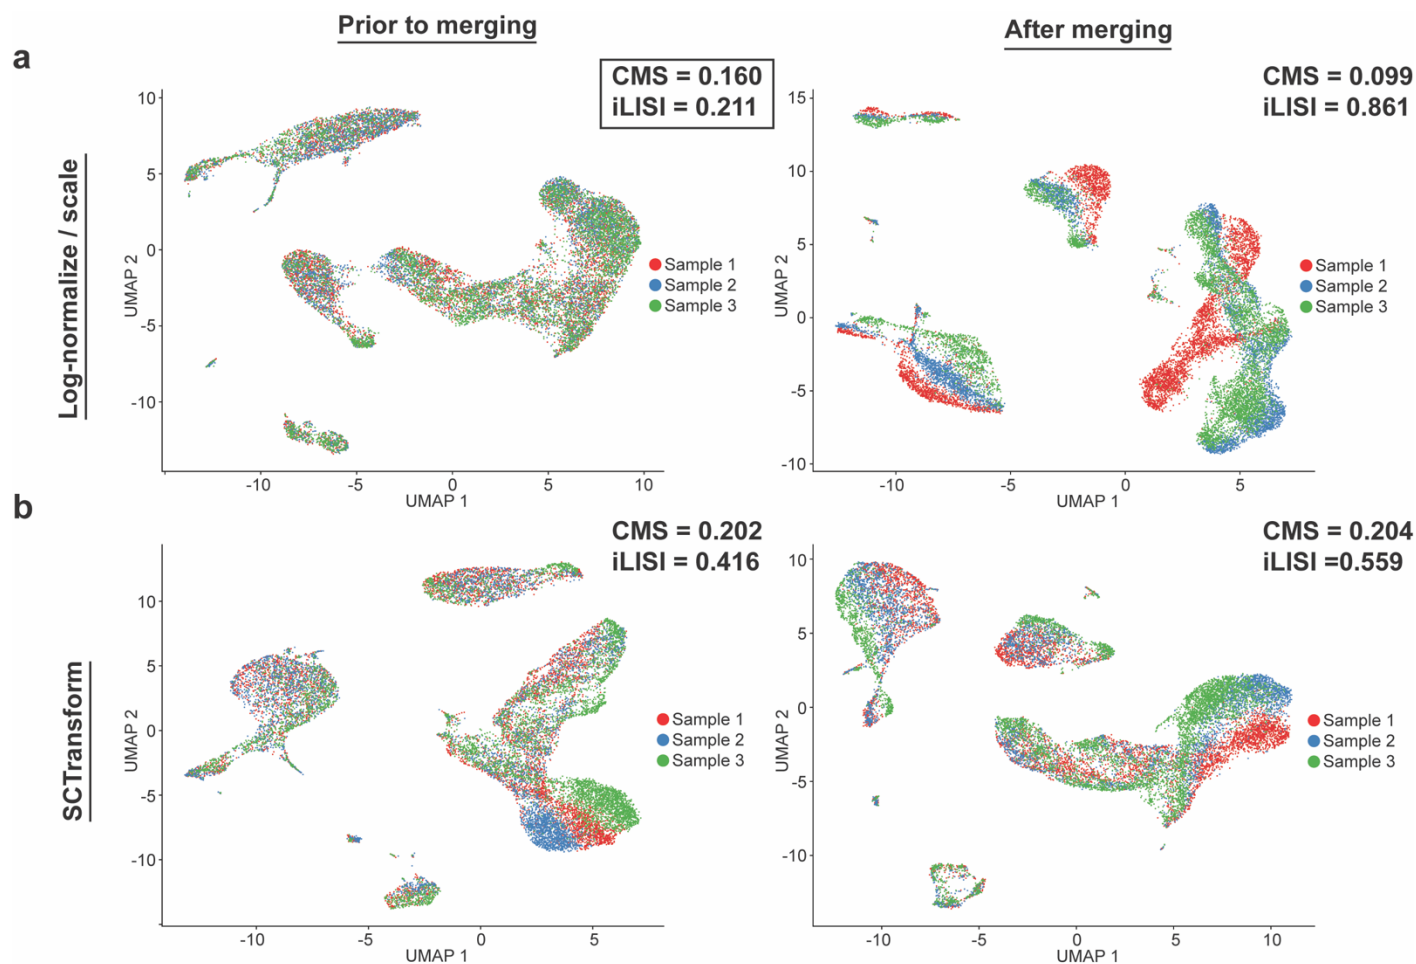 Prior to merging
After merging
a
CMS = 0.160
iLISI = 0.211
CMS = 0.099
iLISI = 0.861
Log-normalize / scale
UMAP 2
10
5
0
-5
-10
-10
-5
0
5
10
UMAP 1
Sample 1
Sample 2
Sample 3
UMAP 2
15
10
5
0
-5
-10
-10
-5
0
5
UMAP 1
Sample 1
Sample 2
Sample 3
b
CMS = 0.202
iLISI = 0.416
CMS = 0.204
iLISI =0.559
SCTransform
UMAP 2
10
5
0
-5
-10
-10
-5
0
5
UMAP 1
Sample 1
Sample 2
Sample 3
UMAP 2
10
5
0
-5
-10
-10
-5
0
5
10
UMAP 1
Sample 1
Sample 2
Sample 3